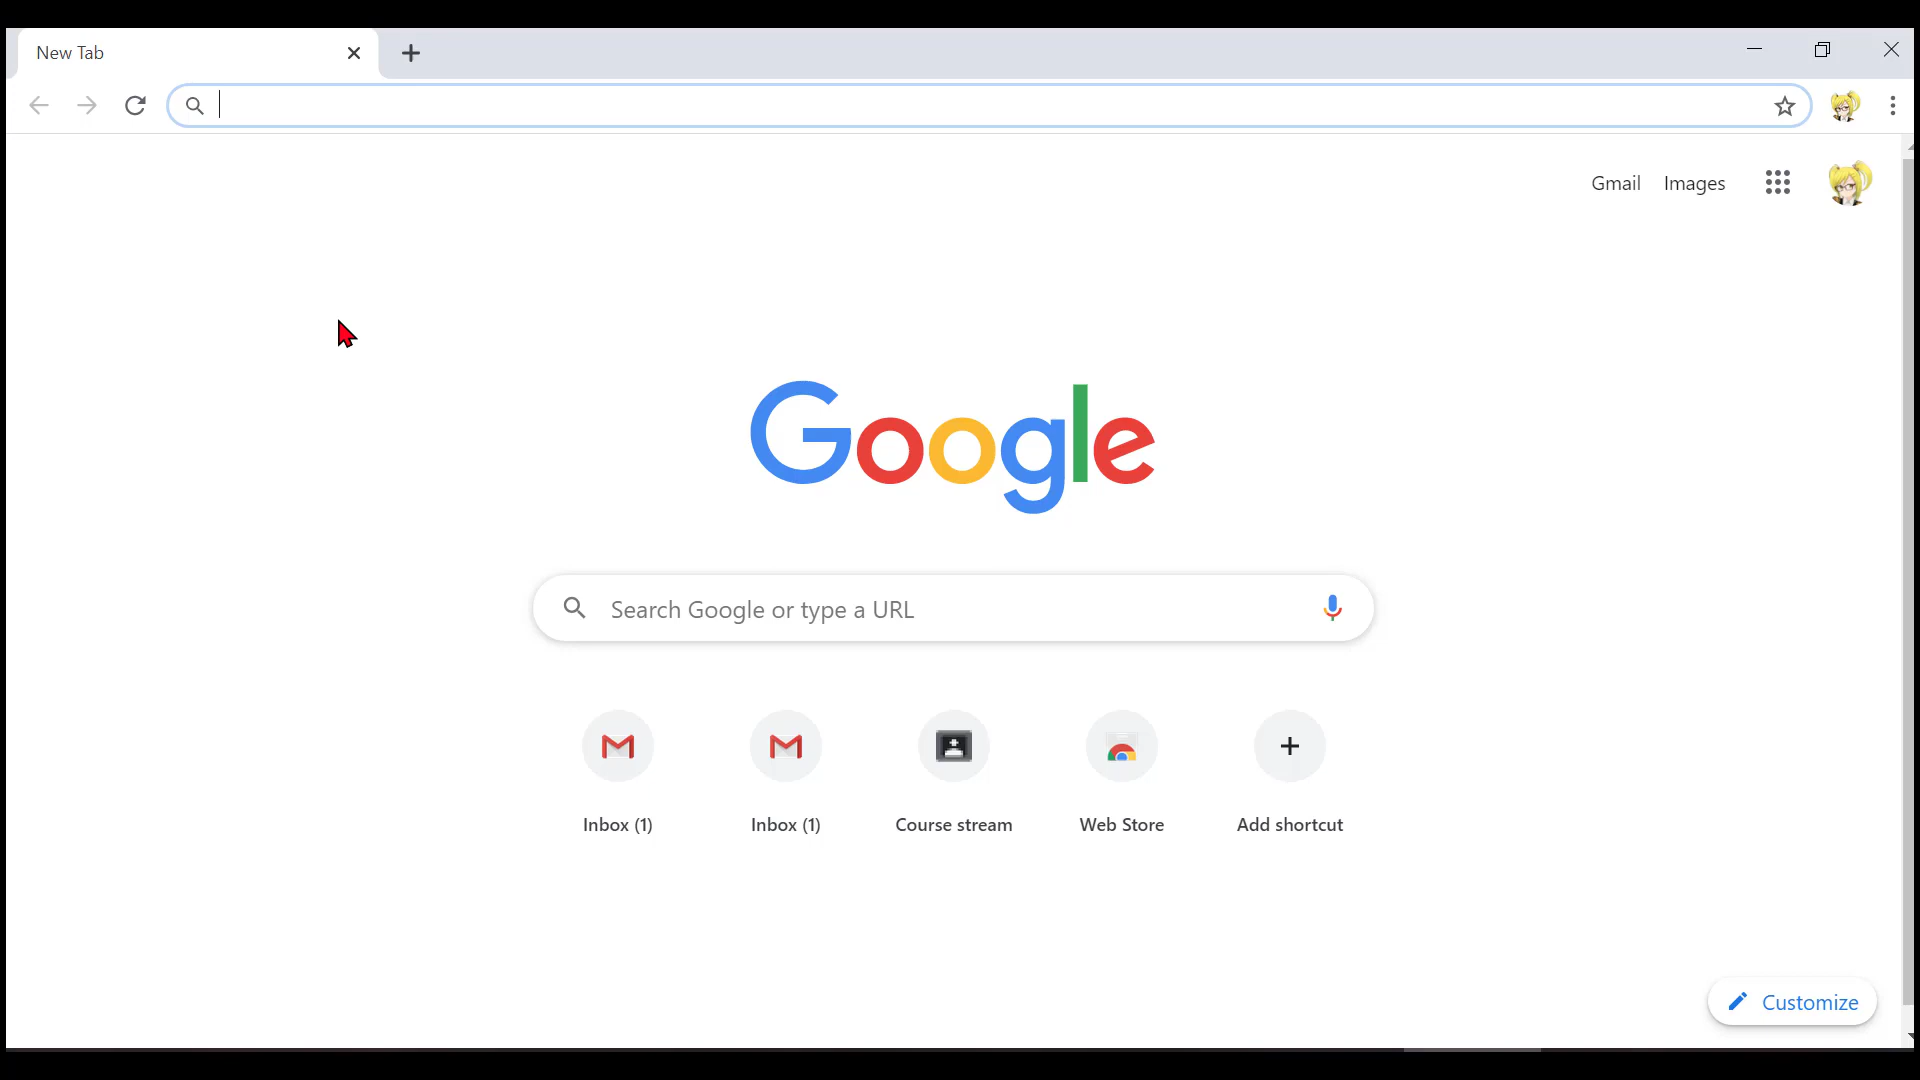 New Tab
Gmail Images
Google
Search Google or type a URL
Inbox (1)
Inbox (1)
Course stream
Web Store
Add shortcut
Customize